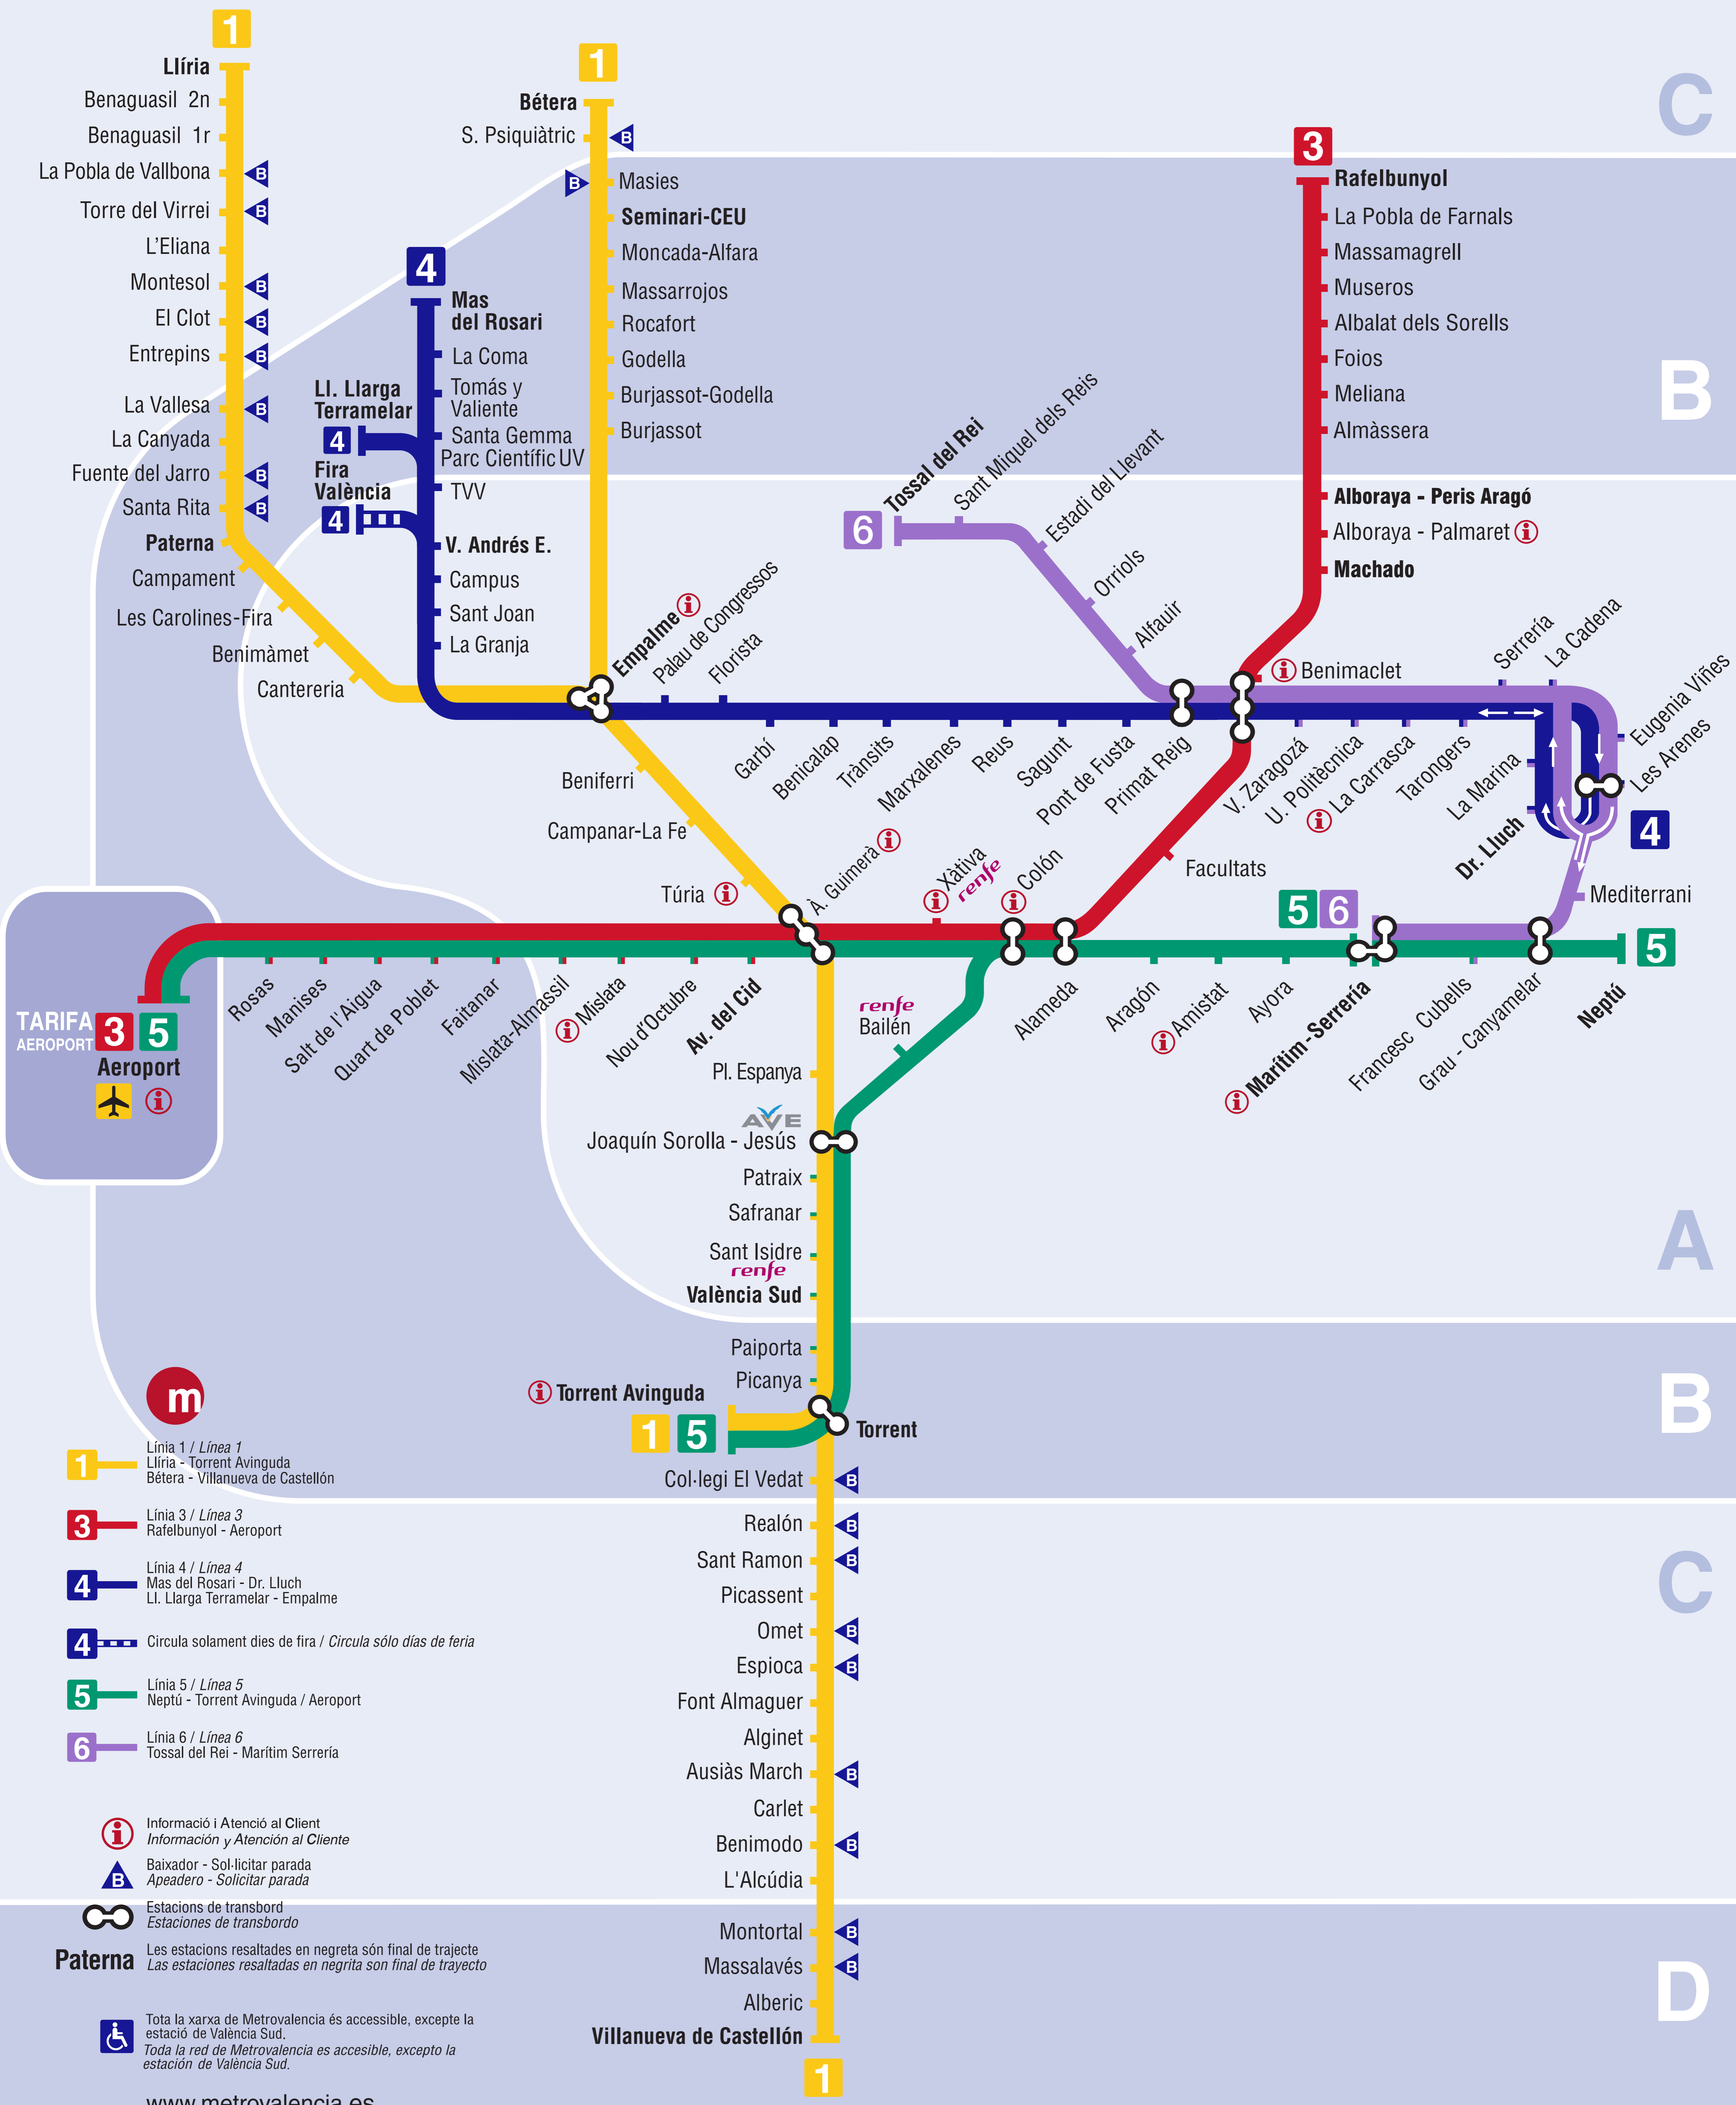 1
Llíria
Benaguasil 2n
Benaguasil 1r
La Pobla de Vallbona
B
Torre del Virrei
B
L'Eliana
Montesol
B
El Clot
B
Entrepins
B
La Vallesa
B
La Canyada
Fuente del Jarro
B
Santa Rita
B
Paterna
Campament
Les Carolines-Fira
Benimàmet
Cantereria
1
Bétera
S. Psiquiàtric
B
B
Masies
Seminari-CEU
Moncada-Alfara
Massarrojos
Rocafort
Godella
Burjassot-Godella
Burjassot
4
Mas
del Rosari
La Coma
Tomás y
Valiente
Santa Gemma
Parc Científic UV
TVV
V. Andrés E.
Campus
Sant Joan
La Granja
Ll. Llarga
Terramelar
4
Fira
València
4
3
Rafelbunyol
La Pobla de Farnals
Massamagrell
Museros
Albalat dels Sorells
Foios
Meliana
Almàssera
Alboraya - Peris Aragó
Alboraya - Palmaret
Machado
Benimaclet
6
Tossal del Rei
Sant Miquel dels Reis
Estadi del Llevant
Orriols
Alfauir
Empalme
Palau de Congressos
Florista
Garbí
Benicalap
Trànsits
Marxalenes
Reus
Sagunt
Pont de Fusta
Primat Reig
V. Zaragozá
U. Politècnica
La Carrasca
Tarongers
Serrería
La Cadena
Eugenia Viñes
Les Arenes
La Marina
Dr. Lluch
4
Mediterrani
Beniferri
Campanar-La Fe
Túria
À. Guimerà
Xàtiva
renfe
Colón
Facultats
5
6
5
TARIFA
AEROPORT
3
5
Aeroport
Rosas
Manises
Salt de l'Aigua
Quart de Poblet
Faitanar
Mislata-Almassil
Mislata
Nou d'Octubre
Av. del Cid
Alameda
Aragón
Amistat
Ayora
Marítim-Serrería
Francesc Cubells
Grau - Canyamelar
Neptú
renfe
Bailén
Pl. Espanya
AVE
Joaquín Sorolla - Jesús
Patraix
Safranar
Sant Isidre
renfe
València Sud
Paiporta
Picanya
Torrent Avinguda
1
5
Torrent
Col·legi El Vedat
B
Realón
B
Sant Ramon
B
Picassent
Omet
B
Espioca
B
Font Almaguer
Alginet
Ausiàs March
B
Carlet
Benimodo
B
L'Alcúdia
Montortal
B
Massalavés
B
Alberic
Villanueva de Castellón
1
C
B
A
B
C
D
m
1
Línia 1 / Línea 1
Llíria - Torrent Avinguda
Bétera - Villanueva de Castellón
3
Línia 3 / Línea 3
Rafelbunyol - Aeroport
4
Línia 4 / Línea 4
Mas del Rosari - Dr. Lluch
Ll. Llarga Terramelar - Empalme
4
Circula solament dies de fira / Circula sólo días de feria
5
Línia 5 / Línea 5
Neptú - Torrent Avinguda / Aeroport
6
Línia 6 / Línea 6
Tossal del Rei - Marítim Serrería
i
Informació i Atenció al Client
Información y Atención al Cliente
B
Baixador - Sol·licitar parada
Apeadero - Solicitar parada
Estacions de transbord
Estaciones de transbordo
Paterna
Les estacions resaltades en negreta són final de trajecte
Las estaciones resaltadas en negrita son final de trayecto
Tota la xarxa de Metrovalencia és accessible, excepte la
estació de València Sud.
Toda la red de Metrovalencia es accesible, excepto la
estación de València Sud.
www.metrovalencia.es